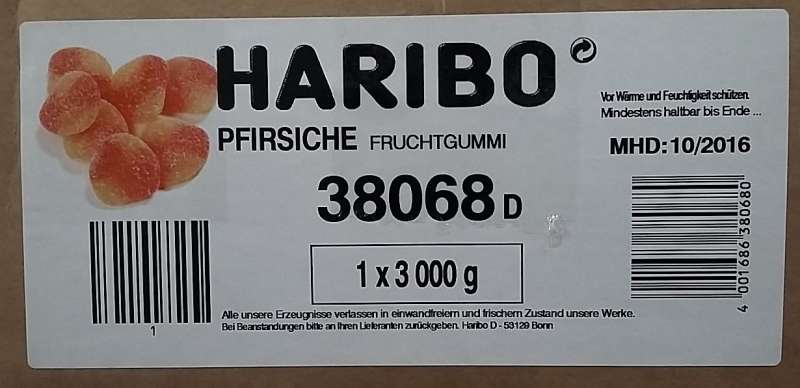 HARIBO
PFIRSICHE FRUCHTGUMMI
38068 D
1 x 3 000 g
Vor Wärme und Feuchtigkeit schützen.
Mindestens haltbar bis Ende ...
MHD: 10/2016
4 001686 380680
1
Alle unsere Erzeugnisse verlassen in einwandfreiem und frischem Zustand unsere Werke.
Bei Beanstandungen bitte an Ihren Lieferanten zurückgeben. Haribo D - 53129 Bonn